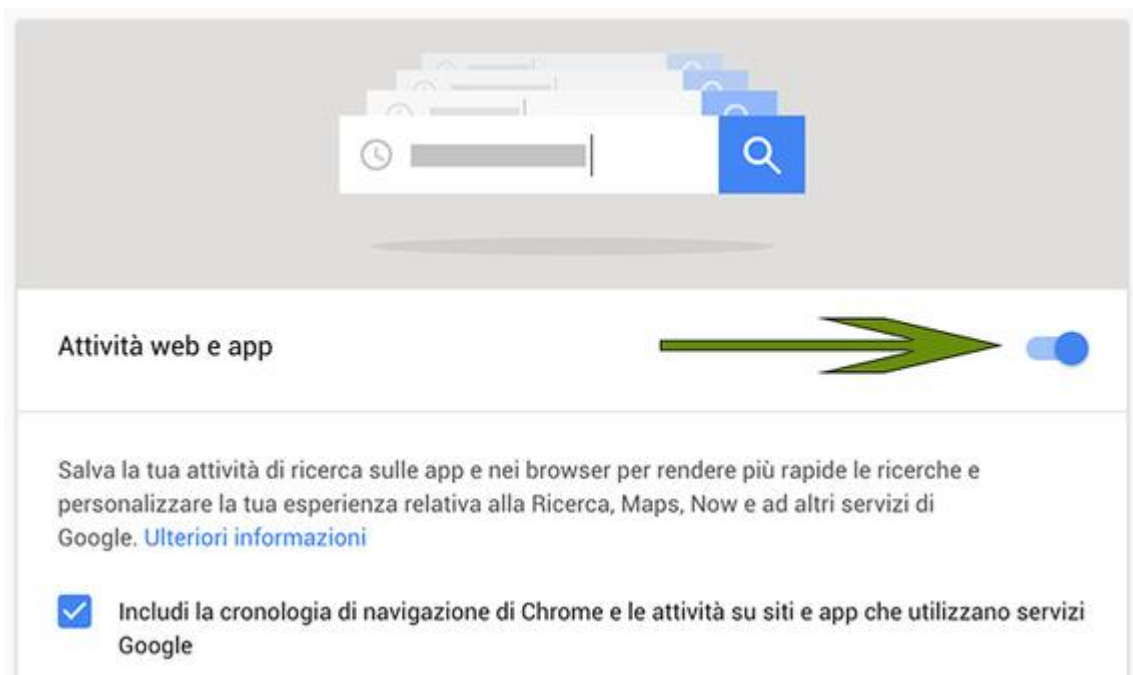 Attività web e app
Salva la tua attività di ricerca sulle app e nei browser per rendere più rapide le ricerche e
personalizzare la tua esperienza relativa alla Ricerca, Maps, Now e ad altri servizi di
Google. Ulteriori informazioni
Includi la cronologia di navigazione di Chrome e le attività su siti e app che utilizzano servizi
Google